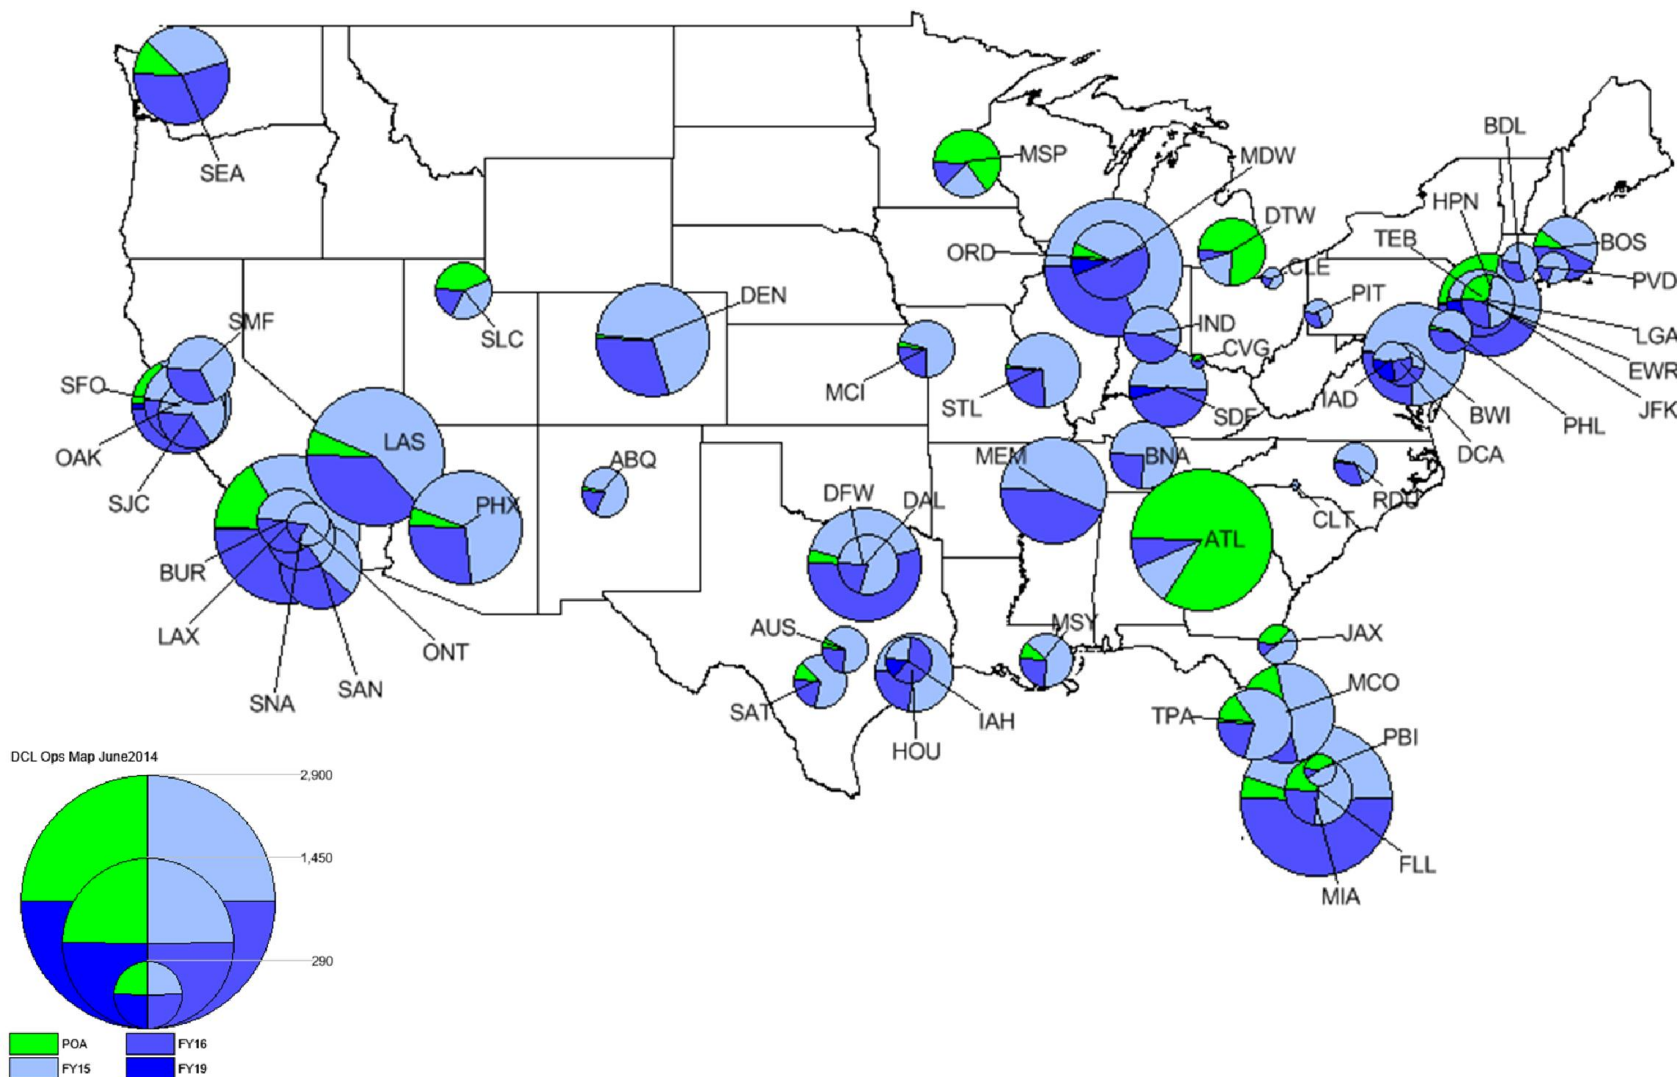 SEA
MSP
BDL
MDW
HPN
DTW
TEB
BOS
ORD
CLE
PVD
DEN
PIT
SMF
SLC
IND
LGA
CVG
EWR
SFO
MCI
STL
SDF
IAD
BWI
JFK
PHL
LAS
OAK
ABQ
MEM
BNA
DCA
SJC
DFW
DAL
RDU
PHX
CLT
ATL
BUR
LAX
AUS
MSY
JAX
ONT
SNA
SAN
SAT
IAH
HOU
MCO
TPA
PBI
DCL Ops Map June2014
2,900
1,450
FLL
MIA
290
POA
FY16
FY15
FY19